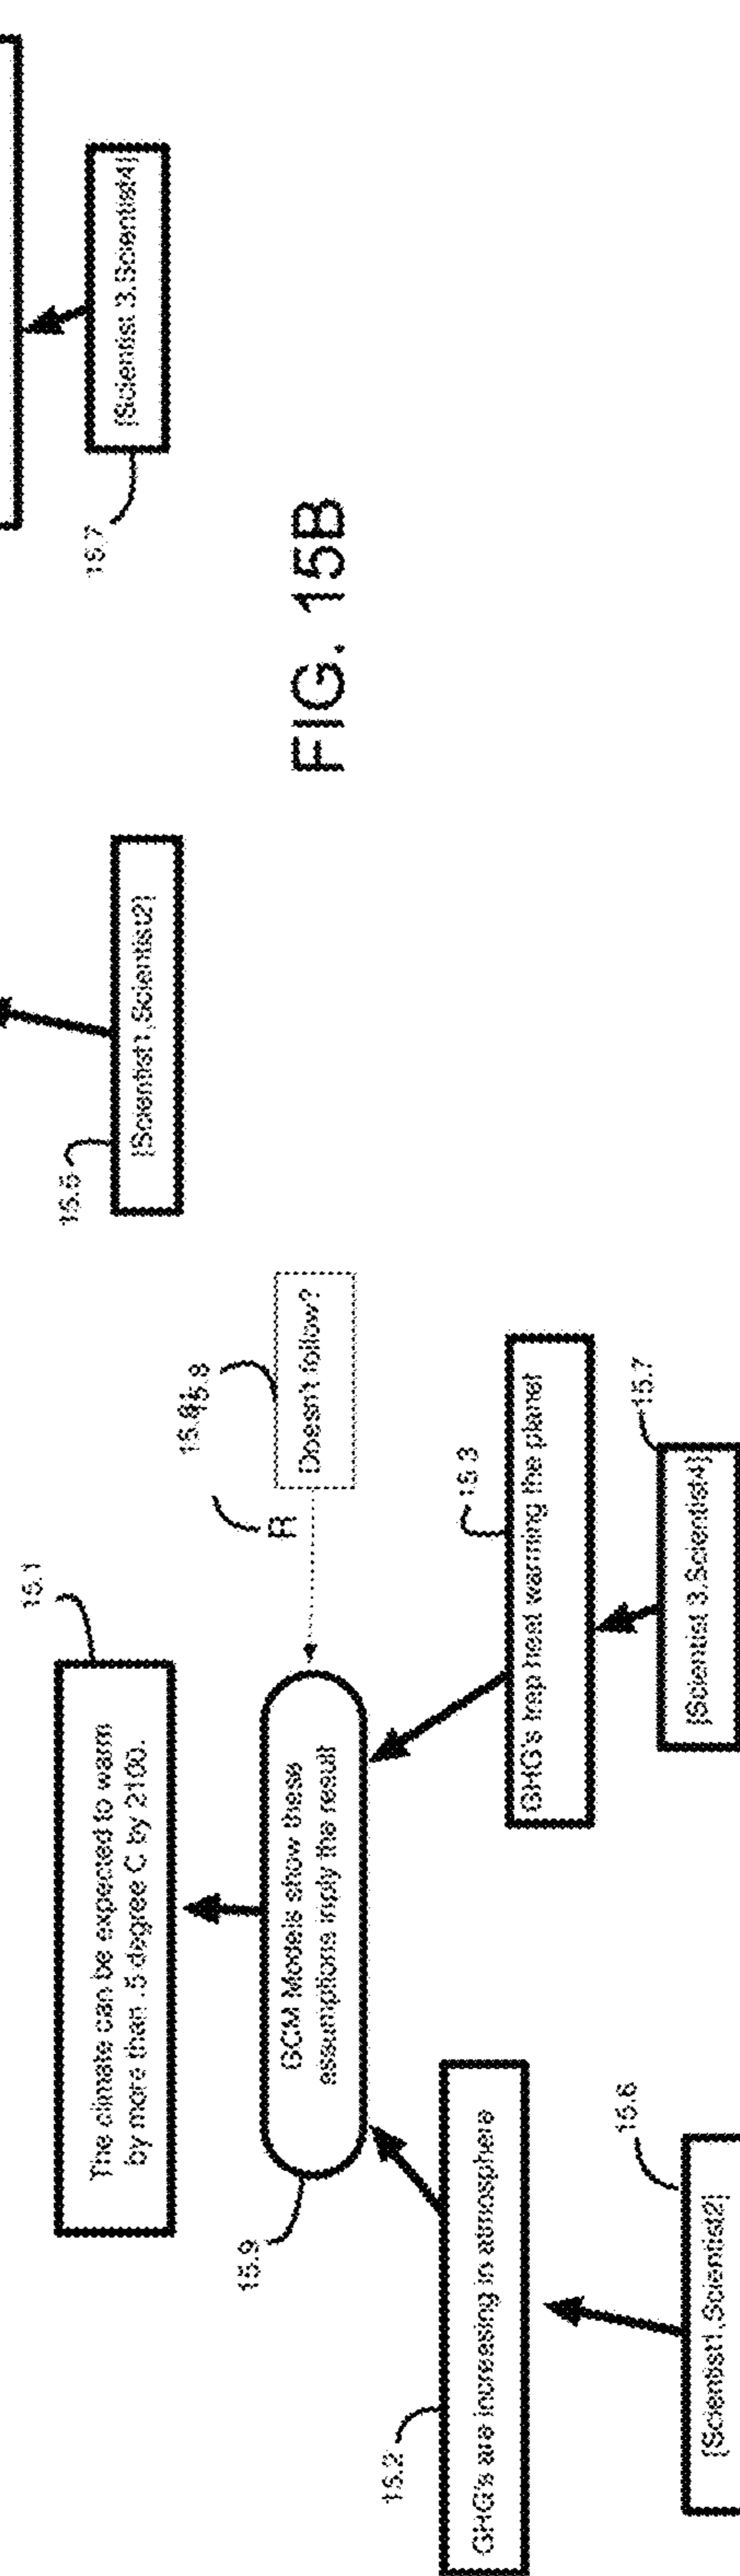 [Scientist 3,Scientist4]
15.7
FIG. 15B
[Scientist1,Scientist2]
15.1
The climate can be expected to warm
by more than .5 degree C by 2100.
15.9
R
Doesn't follow?
GCM Models show these
assumptions imply the result
15.9
15.3
GHG's trap heat warming the planet
15.7
[Scientist 3,Scientist4]
15.2
GHG's are increasing in atmosphere
15.6
[Scientist1,Scientist2]